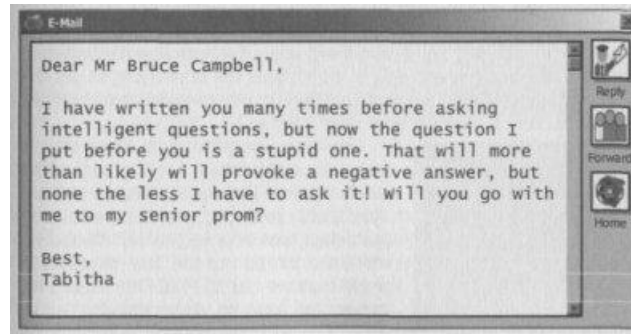 E-Mail
Dear Mr Bruce Campbell,
I have written you many times before asking
intelligent questions, but now the question I
put before you is a stupid one. That will more
than likely will provoke a negative answer, but
none the less I have to ask it! Will you go with
me to my senior prom?
Best,
Tabitha
Reply
Forward
Home